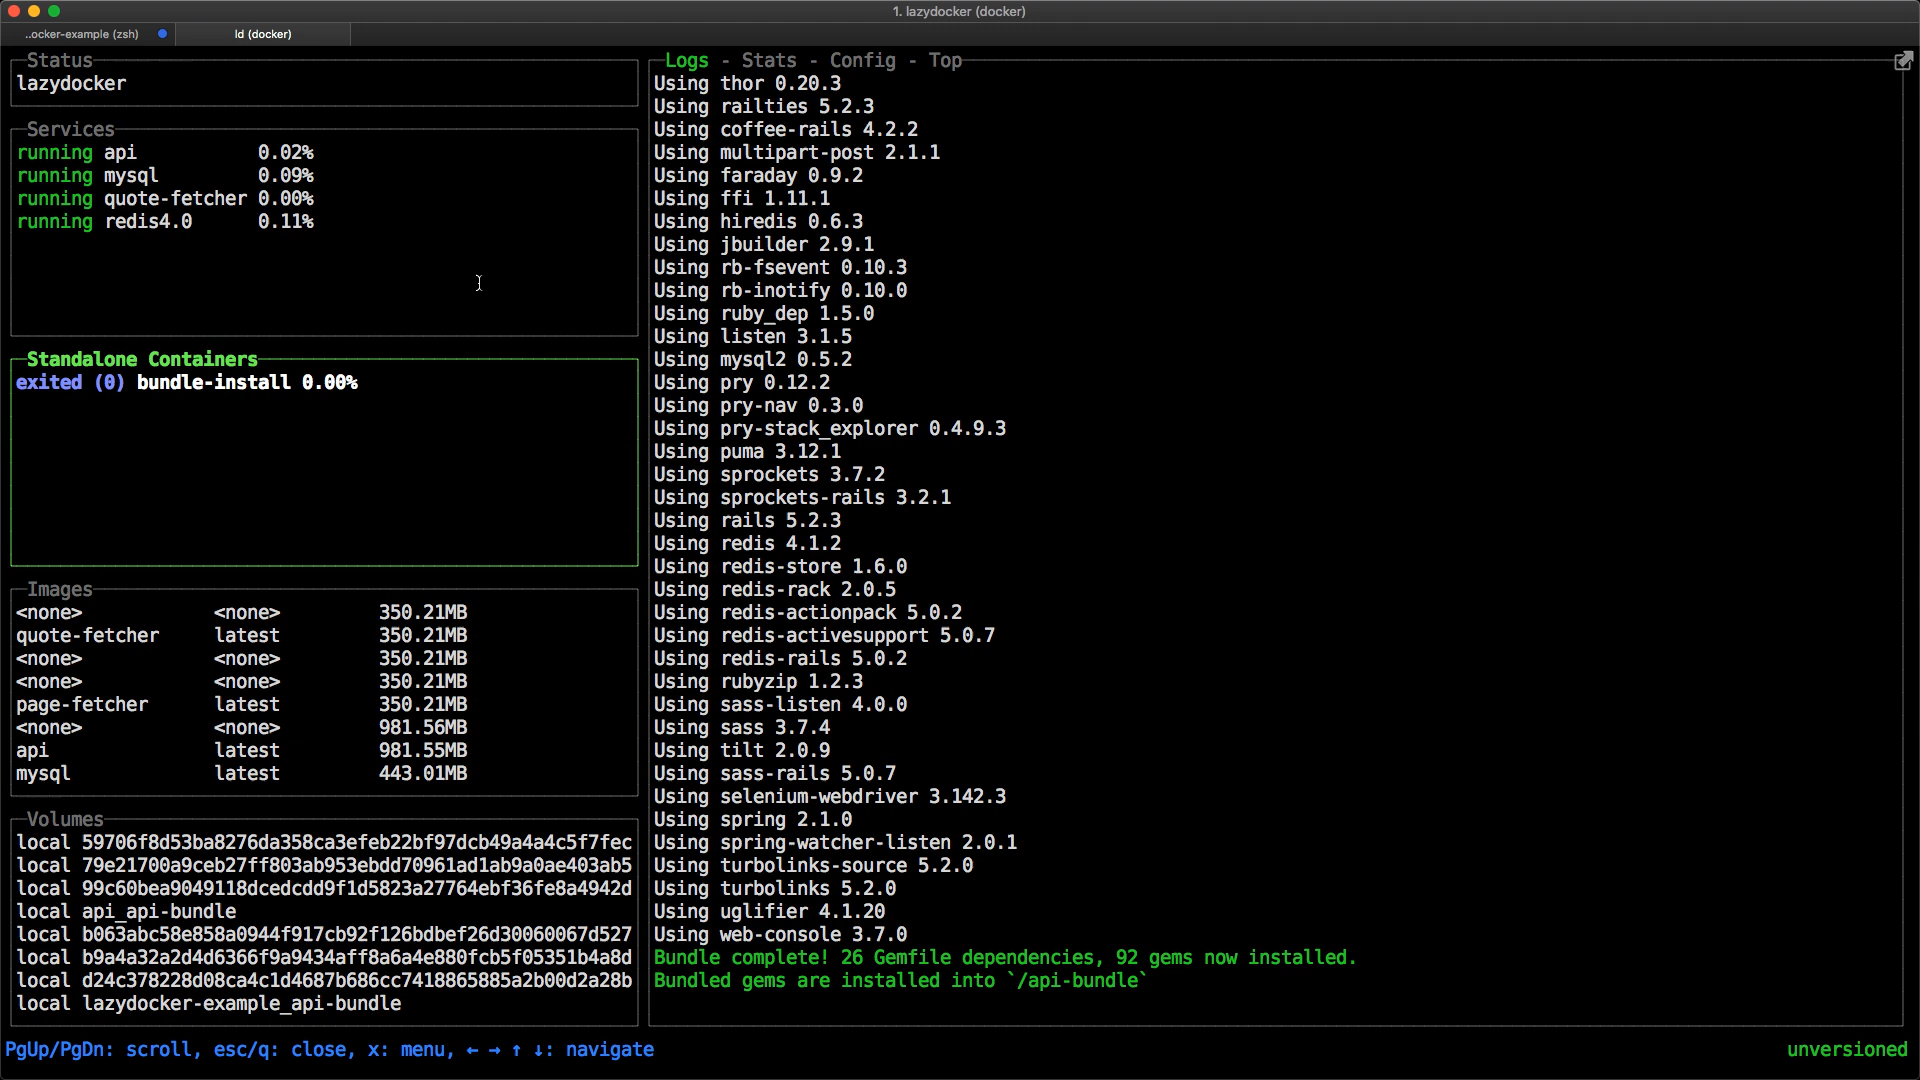 1. lazydocker (docker)
..ocker-example (zsh)
ld (docker)
Status
lazydocker
Services
running api 0.02%
running mysql 0.09%
running quote-fetcher 0.00%
running redis4.0 0.11%
Standalone Containers
exited (0) bundle-install 0.00%
Images
<none> <none> 350.21MB
quote-fetcher latest 350.21MB
<none> <none> 350.21MB
<none> <none> 350.21MB
page-fetcher latest 350.21MB
<none> <none> 981.56MB
api latest 981.55MB
mysql latest 443.01MB
Volumes
local 59706f8d53ba8276da358ca3efeb22bf97dcb49a4a4c5f7fec
local 79e21700a9ceb27ff803ab953ebdd70961ad1ab9a0ae403ab5
local 99c60bea9049118dcedcdd9f1d5823a27764ebf36fe8a4942d
local api_api-bundle
local b063abc58e858a0944f917cb92f126bdbef26d30060067d527
local b9a4a32a2d4d6366f9a9434aff8a6a4e880fcb5f05351b4a8d
local d24c378228d08ca4c1d4687b686cc7418865885a2b00d2a28b
local lazydocker-example_api-bundle
Logs - Stats - Config - Top
Using thor 0.20.3
Using railties 5.2.3
Using coffee-rails 4.2.2
Using multipart-post 2.1.1
Using faraday 0.9.2
Using ffi 1.11.1
Using hiredis 0.6.3
Using jbuilder 2.9.1
Using rb-fsevent 0.10.3
Using rb-inotify 0.10.0
Using ruby_dep 1.5.0
Using listen 3.1.5
Using mysql2 0.5.2
Using pry 0.12.2
Using pry-nav 0.3.0
Using pry-stack_explorer 0.4.9.3
Using puma 3.12.1
Using sprockets 3.7.2
Using sprockets-rails 3.2.1
Using rails 5.2.3
Using redis 4.1.2
Using redis-store 1.6.0
Using redis-rack 2.0.5
Using redis-actionpack 5.0.2
Using redis-activesupport 5.0.7
Using redis-rails 5.0.2
Using rubyzip 1.2.3
Using sass-listen 4.0.0
Using sass 3.7.4
Using tilt 2.0.9
Using sass-rails 5.0.7
Using selenium-webdriver 3.142.3
Using spring 2.1.0
Using spring-watcher-listen 2.0.1
Using turbolinks-source 5.2.0
Using turbolinks 5.2.0
Using uglifier 4.1.20
Using web-console 3.7.0
Bundle complete! 26 Gemfile dependencies, 92 gems now installed.
Bundled gems are installed into `/api-bundle`
PgUp/PgDn: scroll, esc/q: close, x: menu, ← → ↑ ↓: navigate
unversioned